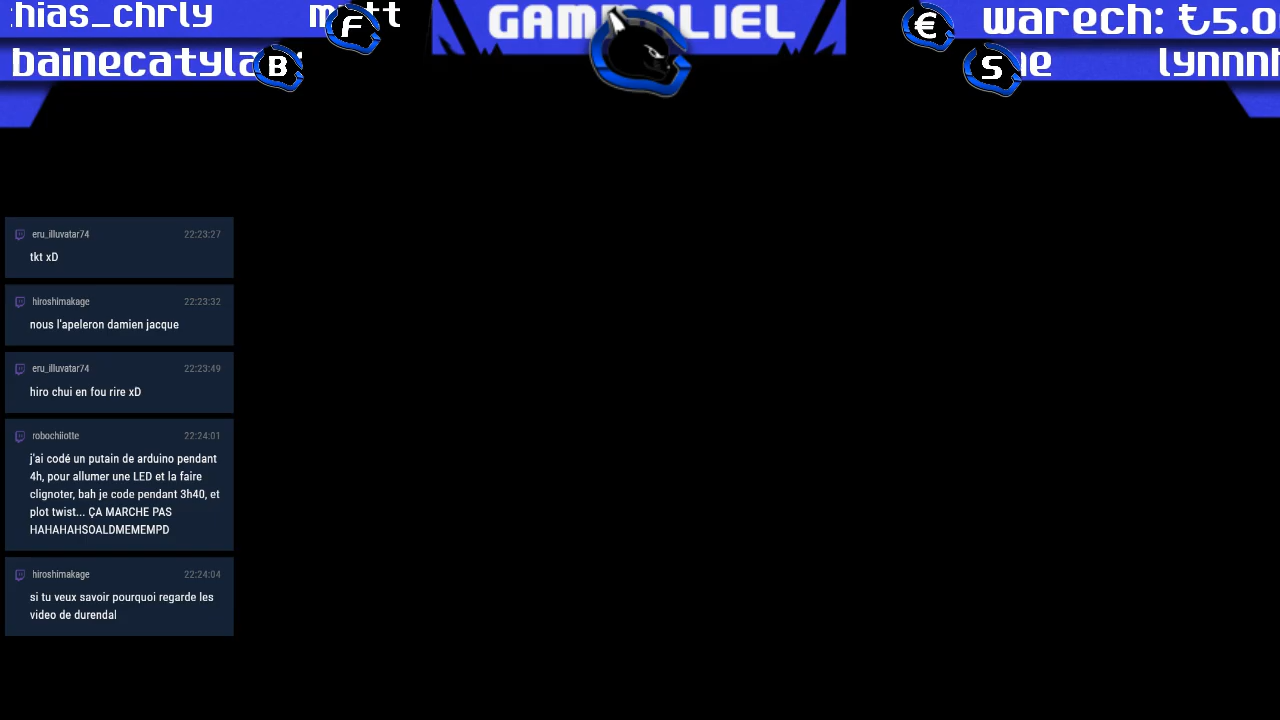 hias_chrly
F
€
warech: €5.0
bainecatyla
B
S
ne
lynnn
eru_illuvatar74 22:23:27
tkt xD
hiroshimakage 22:23:32
nous l'apeleron damien jacque
eru_illuvatar74 22:23:49
hiro chui en fou rire xD
robochiiotte 22:24:01
j'ai codé un putain de arduino pendant
4h, pour allumer une LED et la faire
clignoter, bah je code pendant 3h40, et
plot twist... ÇA MARCHE PAS
HAHAHAHSOALDMEMEMPD
hiroshimakage 22:24:04
si tu veux savoir pourquoi regarde les
video de durendal